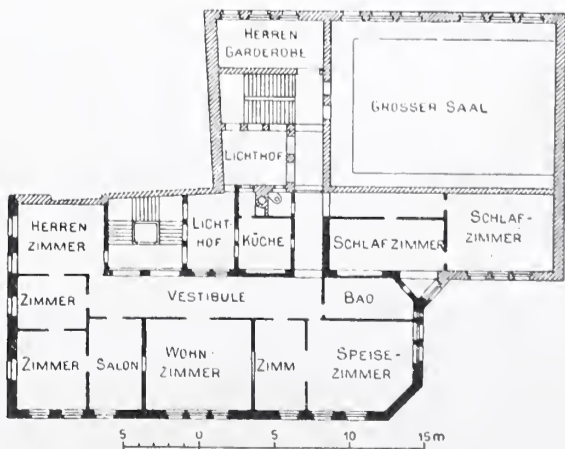 HERREN
GARDEROBE
GROSSER SAAL
LICHTHOF
HERREN
ZIMMER
LICHT-
HOF
KÜCHE
SCHLAFZIMMER
SCHLAF-
ZIMMER
ZIMMER
VESTIBULE
BAD
ZIMMER
SALON
WOHN-
ZIMMER
ZIMM
SPEISE-
ZIMMER
5 0 5 10 15m